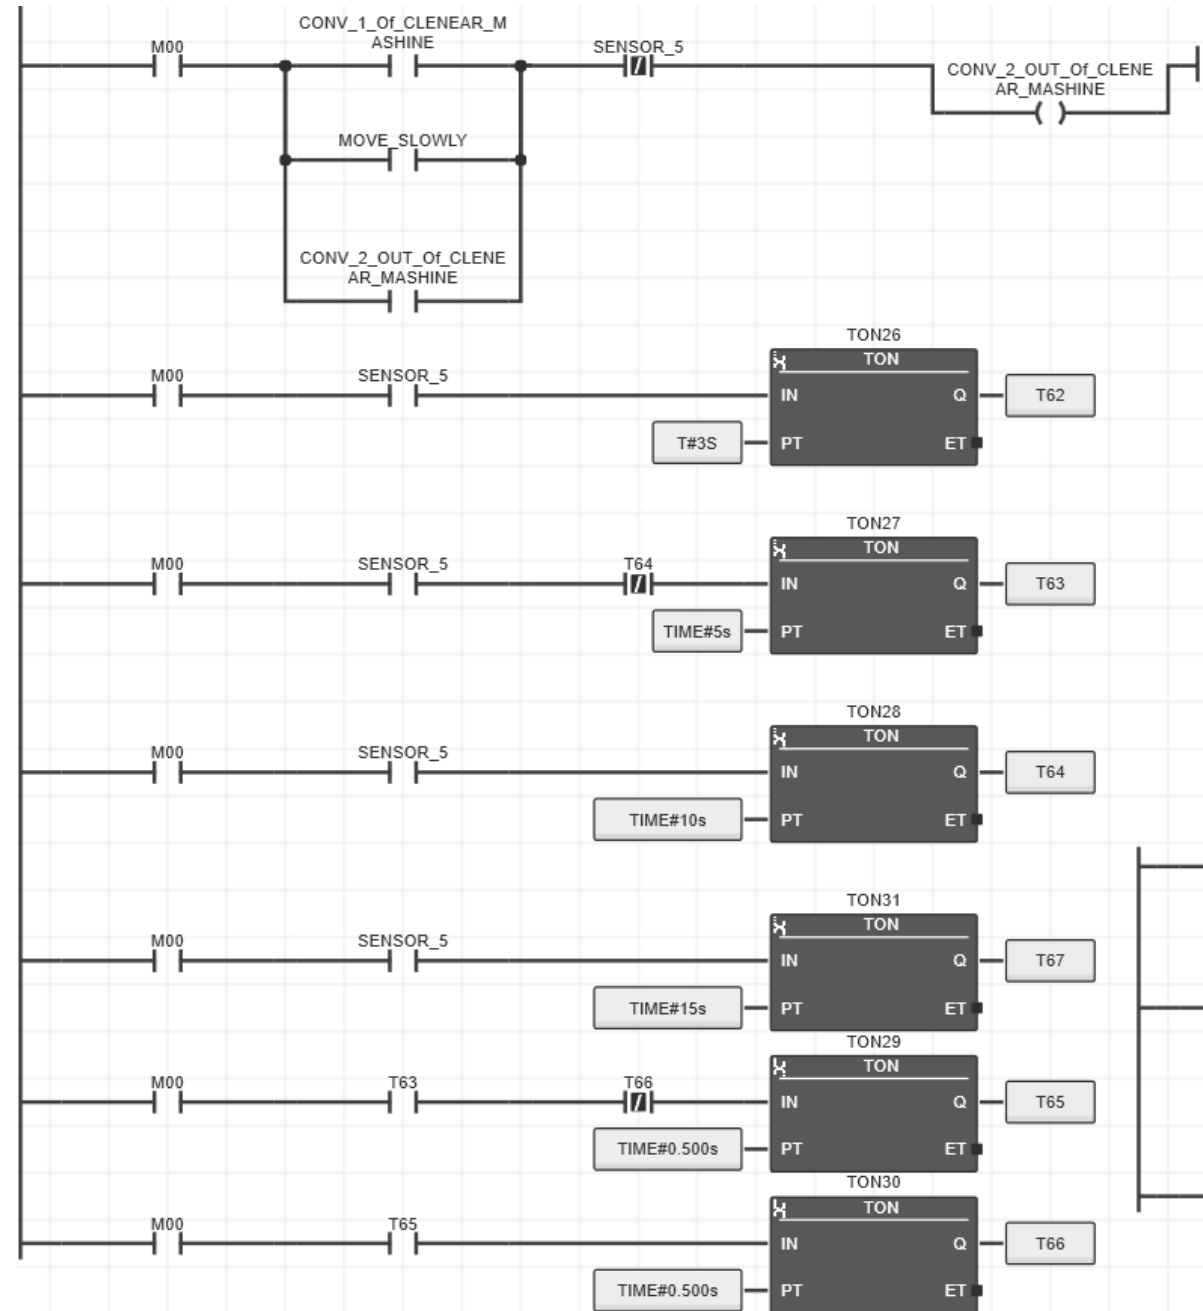 CONV_1_Of_CLENEAR_M
ASHINE
M00
SENSOR_5
CONV_2_OUT_Of_CLENE
AR_MASHINE
( )
MOVE_SLOWLY
CONV_2_OUT_Of_CLENE
AR_MASHINE
TON26
TON
M00
SENSOR_5
IN
Q
T62
T#3S
PT
ET
TON27
TON
M00
SENSOR_5
T64
IN
Q
T63
TIME#5s
PT
ET
TON28
TON
M00
SENSOR_5
IN
Q
T64
TIME#10s
PT
ET
TON31
TON
M00
SENSOR_5
IN
Q
T67
TIME#15s
PT
ET
TON29
TON
M00
T63
T66
IN
Q
T65
TIME#0.500s
PT
ET
TON30
TON
M00
T65
IN
Q
T66
TIME#0.500s
PT
ET